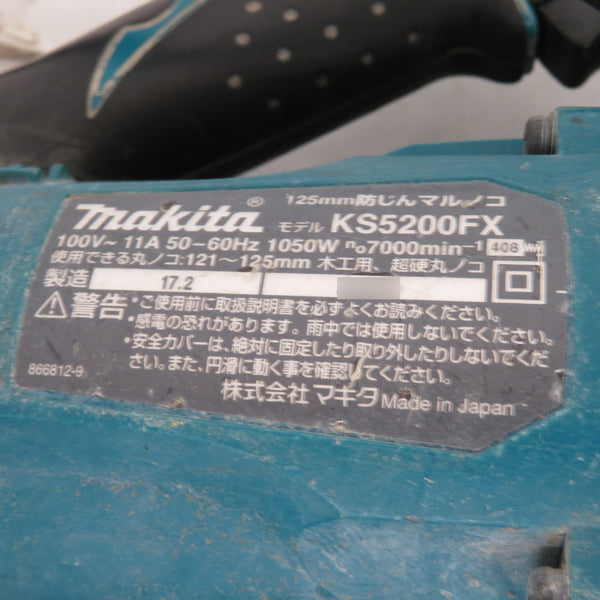 125mm防じんマルノコ
makita® モデル KS5200FX
100V~ 11A 50-60Hz 1050W n₀7000min⁻¹ 408
使用できる丸ノコ:121~125mm 木工用、超硬丸ノコ
製造 17.2
⚠警告 ・ご使用前に取扱説明書を必ずよくお読みください。
・感電の恐れがあります。雨中では使用しないでください。
・安全カバーは、絶対に固定したり取り外したりしないでくだ
さい。また、円滑に動く事を確認してください。
866812-9
株式会社マキタ Made in Japan